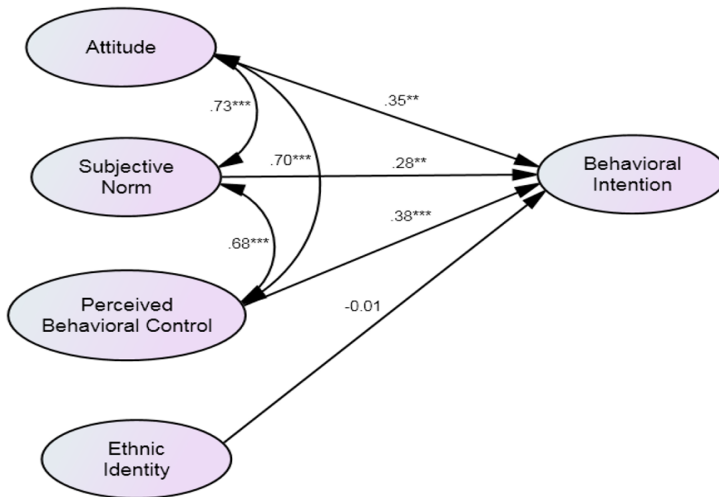 Attitude
.35**
.73***
Subjective
Norm
.70***
.28**
Behavioral
Intention
.68***
.38***
Perceived
Behavioral Control
-0.01
Ethnic
Identity